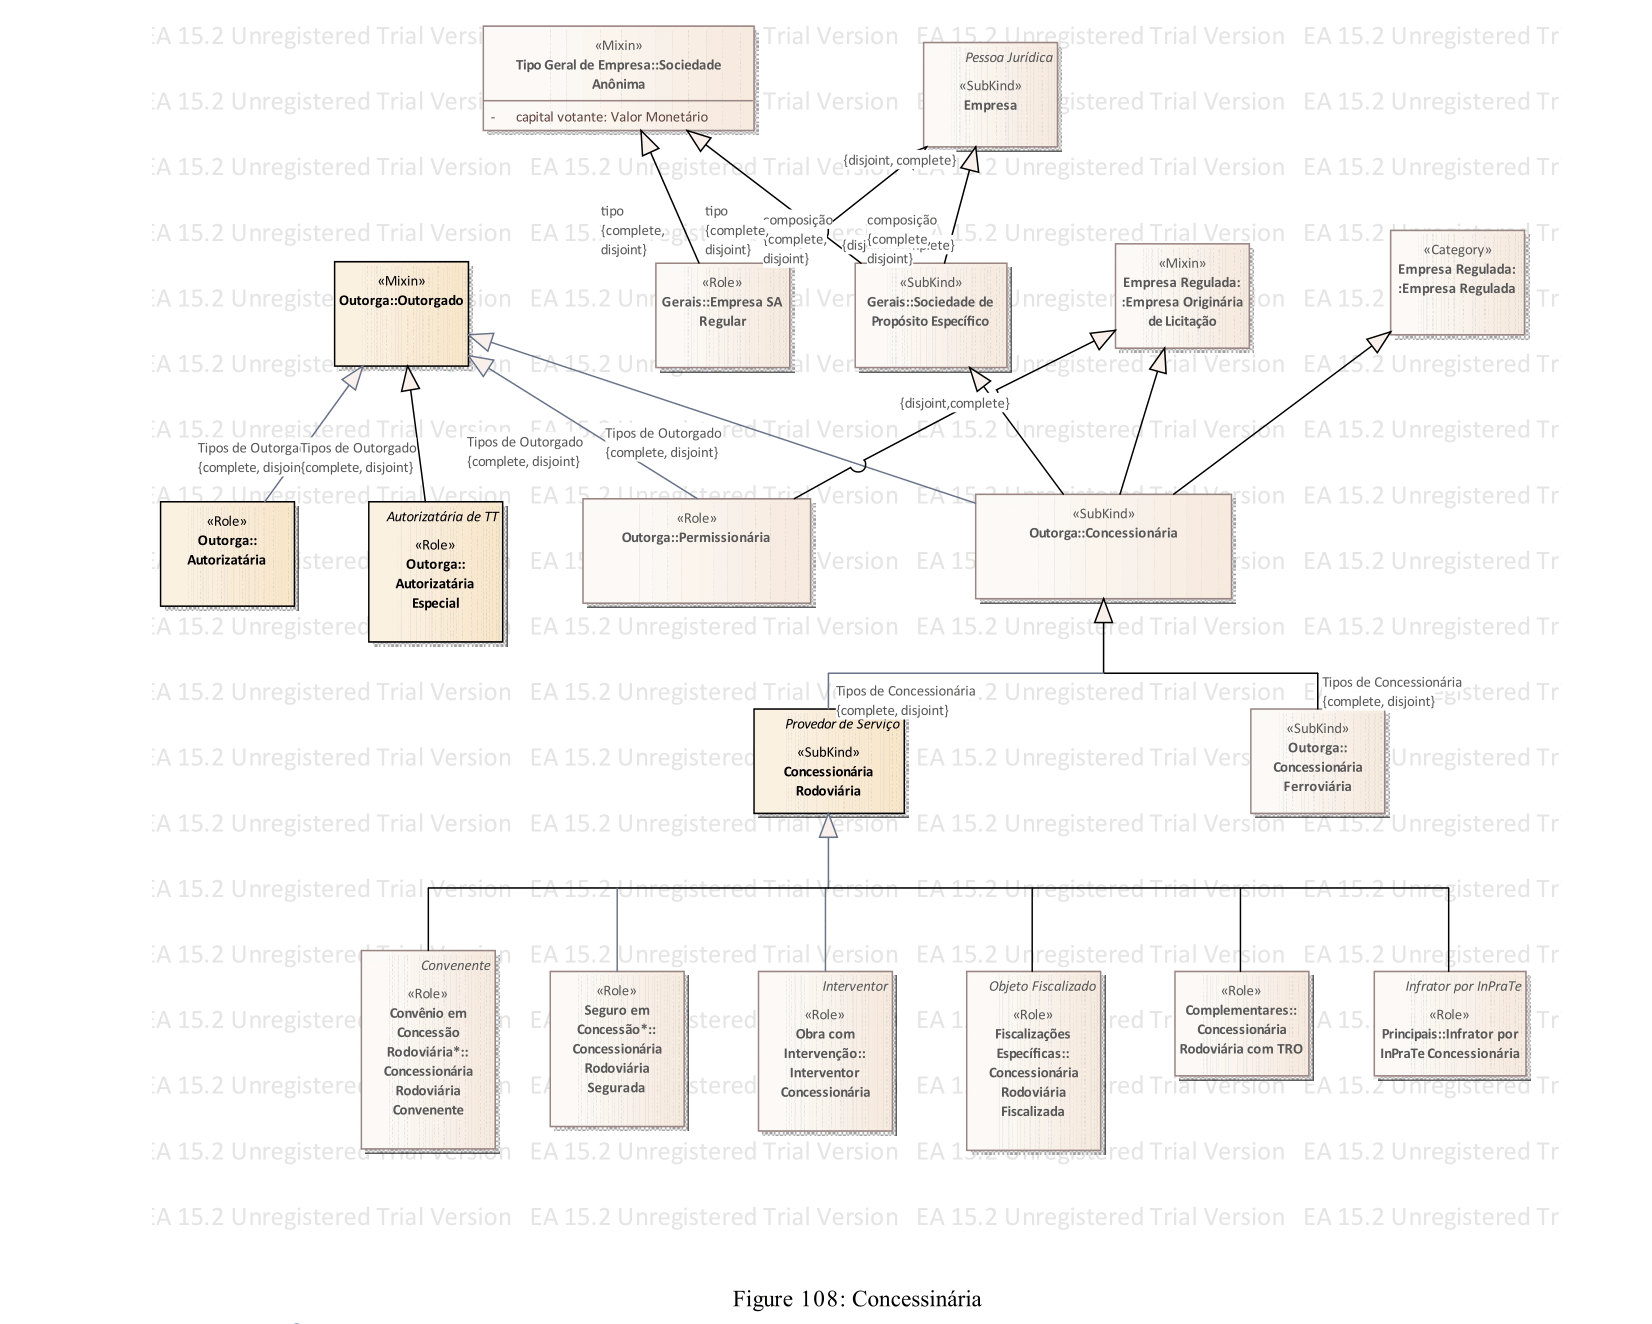 «Mixin»
Tipo Geral de Empresa::Sociedade
Anônima
-	capital votante: Valor Monetário
Pessoa Jurídica
«SubKind»
Empresa
{disjoint, complete}
tipo
{complete,
disjoint}
tipo
{complete,
disjoint}
composição
{complete,
disjoint}
composição
{complete,
disjoint}
«Mixin»
Outorga::Outorgado
«Role»
Gerais::Empresa SA
Regular
«SubKind»
Gerais::Sociedade de
Propósito Específico
«Mixin»
Empresa Regulada:
:Empresa Originária
de Licitação
«Category»
Empresa Regulada:
:Empresa Regulada
{disjoint,complete}
Tipos de Outorga
{complete, disjoin
Tipos de Outorgado
{complete, disjoint}
Tipos de Outorgado
{complete, disjoint}
Tipos de Outorgado
{complete, disjoint}
«Role»
Outorga::
Autorizatária
Autorizatária de TT
«Role»
Outorga::
Autorizatária
Especial
«Role»
Outorga::Permissionária
«SubKind»
Outorga::Concessionária
Tipos de Concessionária
{complete, disjoint}
Tipos de Concessionária
{complete, disjoint}
Provedor de Serviço
«SubKind»
Concessionária
Rodoviária
«SubKind»
Outorga::
Concessionária
Ferroviária
Convenente
«Role»
Convênio em
Concessão
Rodoviária*::
Concessionária
Rodoviária
Convenente
«Role»
Seguro em
Concessão*::
Concessionária
Rodoviária
Segurada
Interventor
«Role»
Obra com
Intervenção::
Interventor
Concessionária
Objeto Fiscalizado
«Role»
Fiscalizações
Específicas::
Concessionária
Rodoviária
Fiscalizada
«Role»
Complementares::
Concessionária
Rodoviária com TRO
Infrator por InPraTe
«Role»
Principais::Infrator por
InPraTe Concessionária
EA 15.2 Unregistered Trial Version
Figure 108: Concessinária